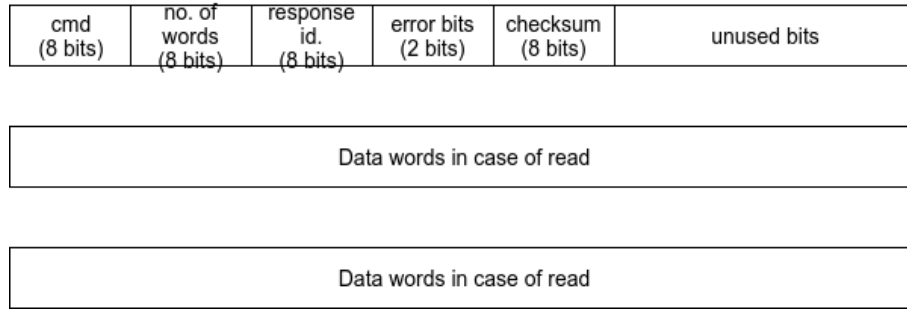 cmd
(8 bits)
no. of
words
(8 bits)
response
id.
(8 bits)
error bits
(2 bits)
checksum
(8 bits)
unused bits
Data words in case of read
Data words in case of read